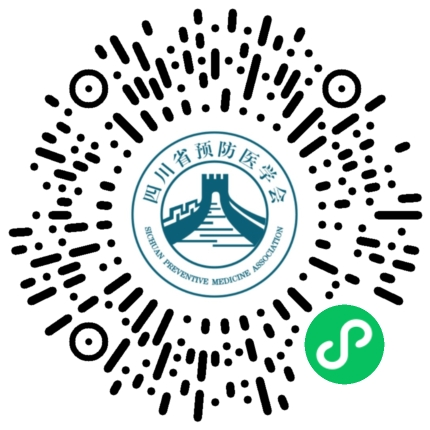 四川省预防医学会
SICHUAN PREVENTIVE MEDICINE ASSOCIATION